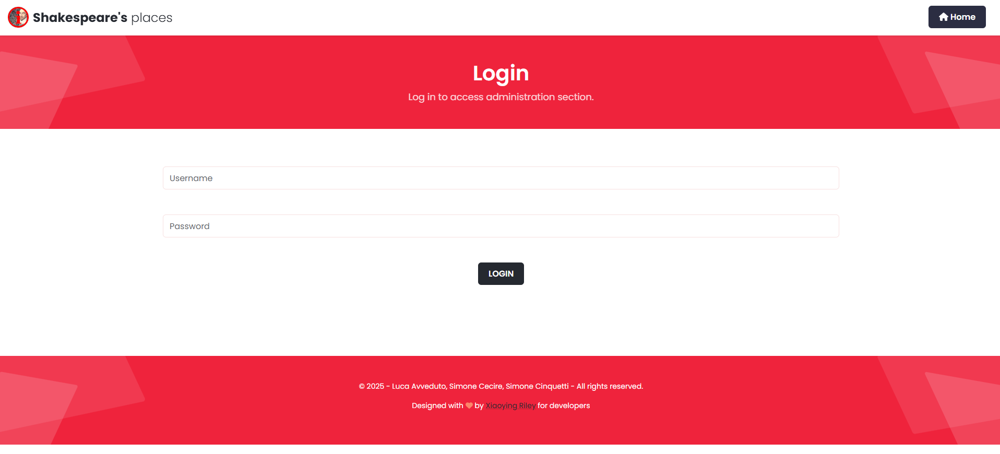 Shakespeare's places
Home
Login
Log in to access administration section.
Username
Password
LOGIN
© 2025 - Luca Avveduto, Simone Cecire, Simone Cinquetti - All rights reserved.
Designed with by Xiaoying Riley for developers